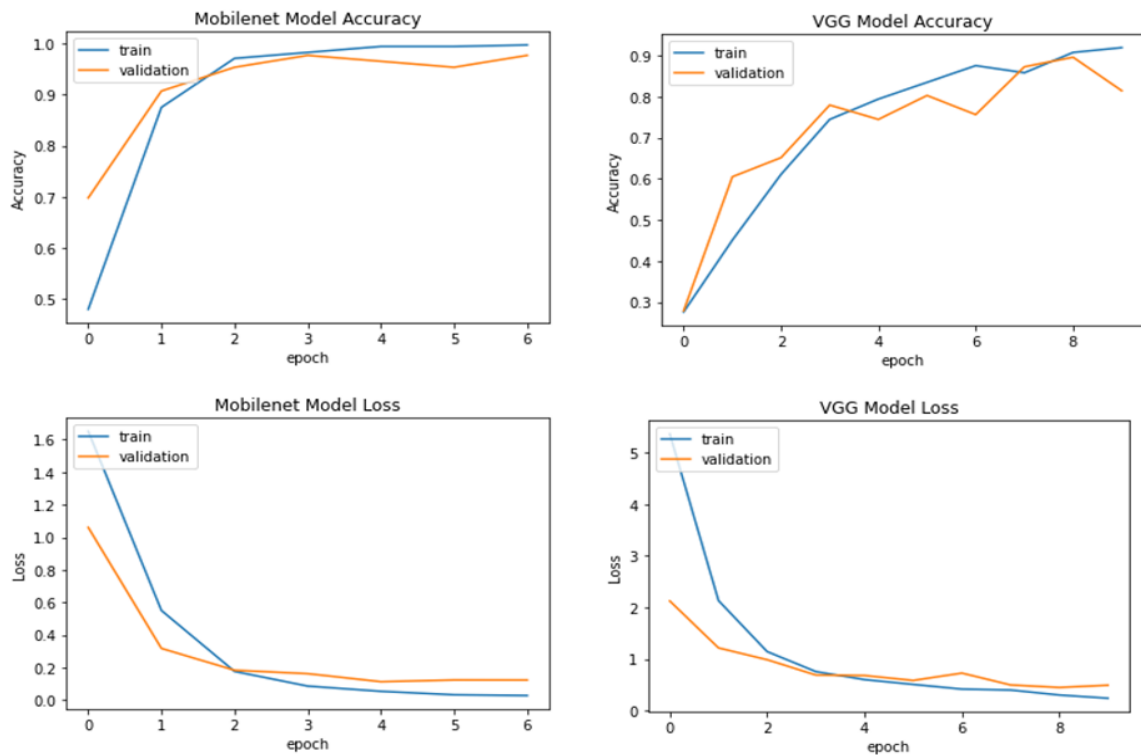 Mobilenet Model Accuracy
train
validation
1.0
0.9
0.8
0.7
0.6
0.5
Accuracy
0 1 2 3 4 5 6
epoch
VGG Model Accuracy
train
validation
0.9
0.8
0.7
0.6
0.5
0.4
0.3
Accuracy
0 2 4 6 8
epoch
Mobilenet Model Loss
train
validation
1.6
1.4
1.2
1.0
0.8
0.6
0.4
0.2
0.0
Loss
0 1 2 3 4 5 6
epoch
VGG Model Loss
train
validation
5
4
3
2
1
0
Loss
0 2 4 6 8
epoch